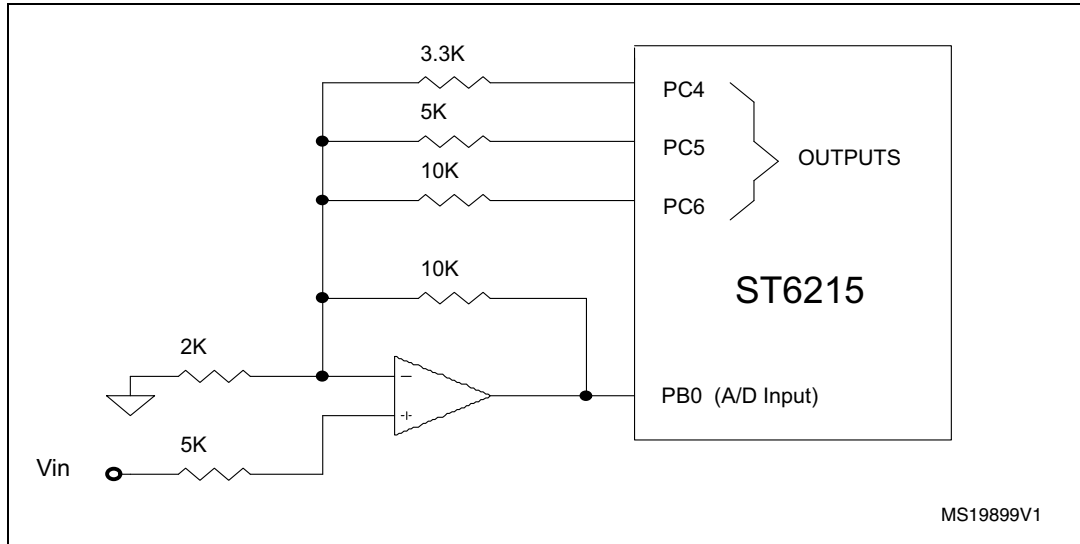 3.3K
PC4
5K
PC5
OUTPUTS
10K
PC6
10K
ST6215
2K
PB0 (A/D Input)
5K
Vin
MS19899V1